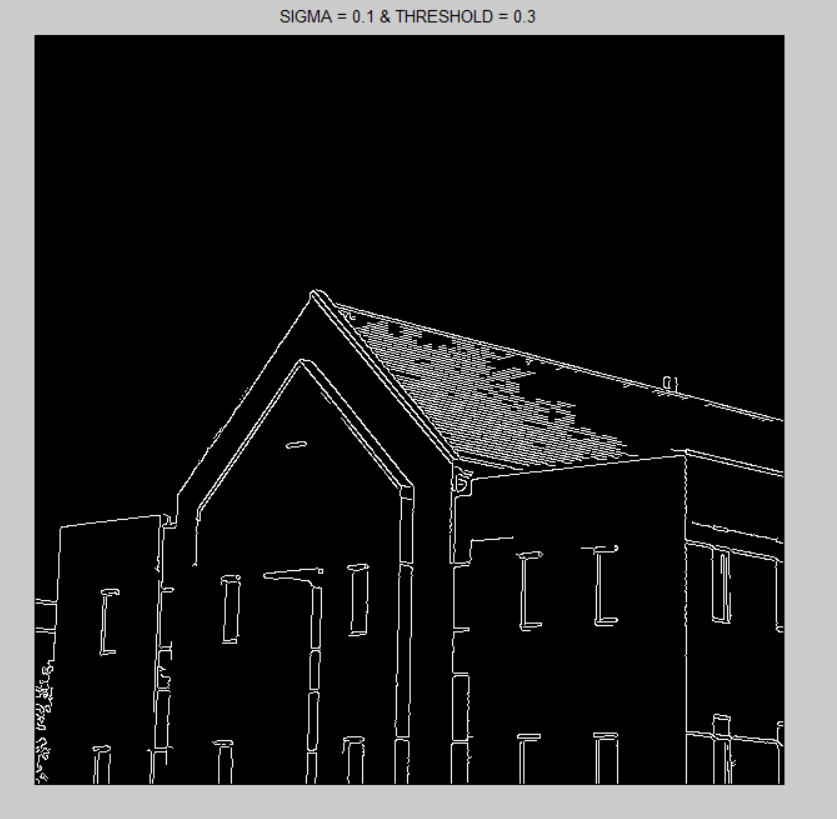 SIGMA = 0.1 & THRESHOLD = 0.3